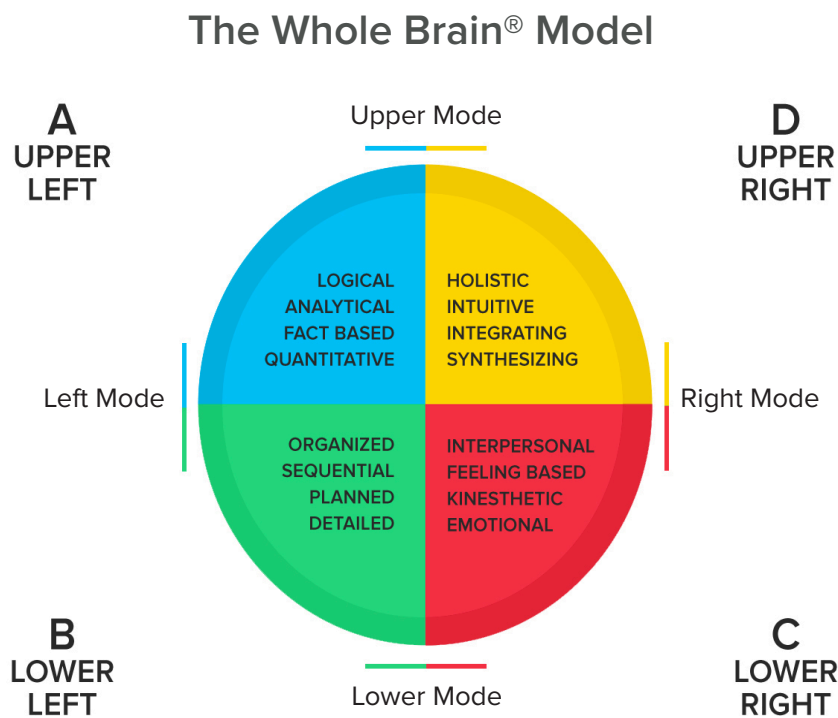 The Whole Brain® Model
A
UPPER
LEFT
Upper Mode
D
UPPER
RIGHT
LOGICAL
ANALYTICAL
FACT BASED
QUANTITATIVE
HOLISTIC
INTUITIVE
INTEGRATING
SYNTHESIZING
Left Mode
Right Mode
ORGANIZED
SEQUENTIAL
PLANNED
DETAILED
INTERPERSONAL
FEELING BASED
KINESTHETIC
EMOTIONAL
B
LOWER
LEFT
Lower Mode
C
LOWER
RIGHT